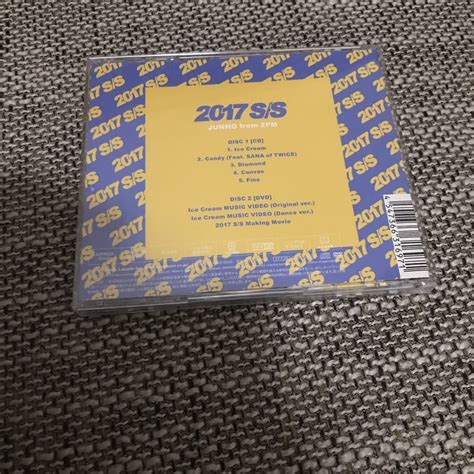 2017 S/S
JUNHO from 2PM
DISC 1 [CD]
1. Ice Cream
2. Candy (Feat. SANA of TWICE)
3. Diamond
4. Canvas
5. Fine
DISC 2 [DVD]
Ice Cream MUSIC VIDEO (Original ver.)
Ice Cream MUSIC VIDEO (Dance ver.)
2017 S/S Making Movie